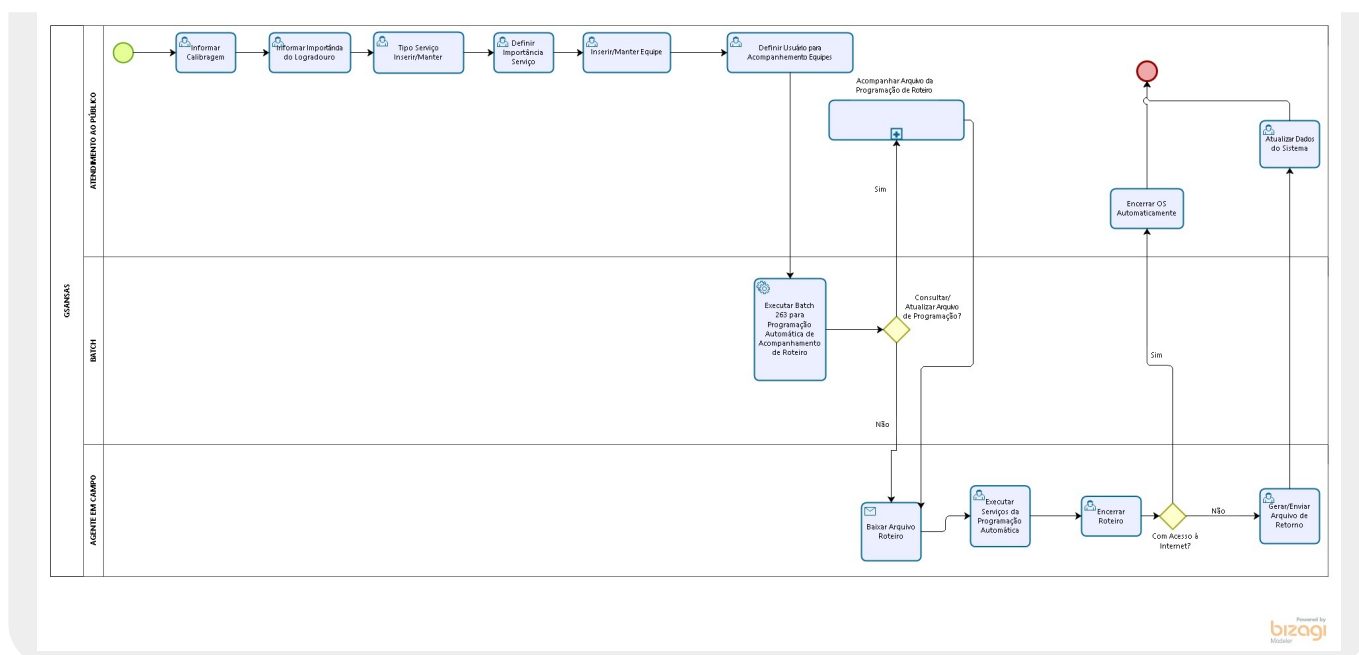 GSANSAS
ATENDIMENTO AO PÚBLICO
Informar
Calibragem
Informar Importância
do Logradouro
Tipo Serviço
Inserir/Manter
Definir
Importância
Serviço
Inserir/Manter Equipe
Definir Usuário para
Acompanhemento Equipes
Acompanhar Arquivo da
Programação de Roteiro
Sim
Atualizar Dados
do Sistema
Encerrar OS
Automaticamente
BATCH
Executar Batch
263 para
Programação
Automática de
Acompanhamento
de Roteiro
Consultar/
Atualizar Arquivo
de Programação?
Não
Sim
AGENTE EM CAMPO
Baixar Arquivo
Roteiro
Executar
Serviços da
Programação
Automática
Encerrar
Roteiro
Com Acesso à
Internet?
Não
Gerar/Enviar
Arquivo de
Retorno
Powered by
bizagi
Modeler